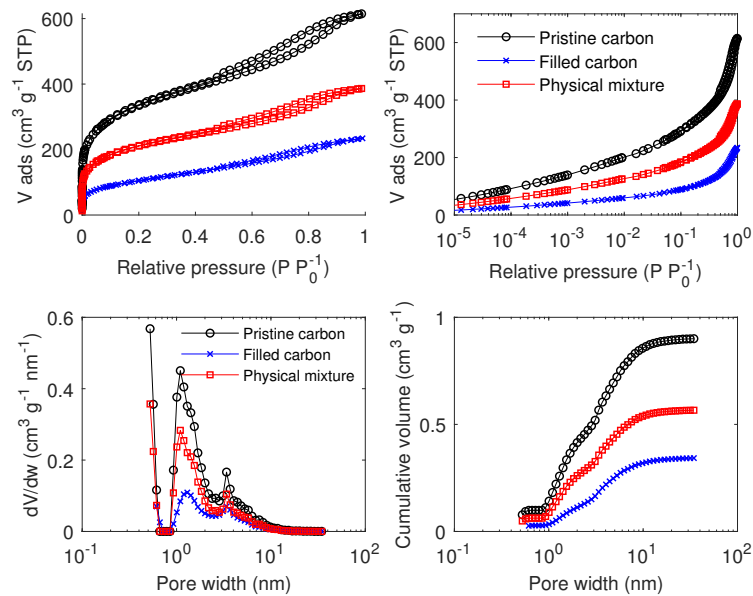 600
400
200
0
V ads (cm³ g⁻¹ STP)
0 0.2 0.4 0.6 0.8 1
Relative pressure (P P₀⁻¹)
Pristine carbon
Filled carbon
Physical mixture
600
400
200
0
V ads (cm³ g⁻¹ STP)
10⁻⁵ 10⁻⁴ 10⁻³ 10⁻² 10⁻¹ 10⁰
Relative pressure (P P₀⁻¹)
Pristine carbon
Filled carbon
Physical mixture
0.6
0.4
0.2
0
dV/dw (cm³ g⁻¹ nm⁻¹)
10⁻¹ 10⁰ 10¹ 10²
Pore width (nm)
1
0.5
0
Cumulative volume (cm³ g⁻¹)
10⁻¹ 10⁰ 10¹ 10²
Pore width (nm)